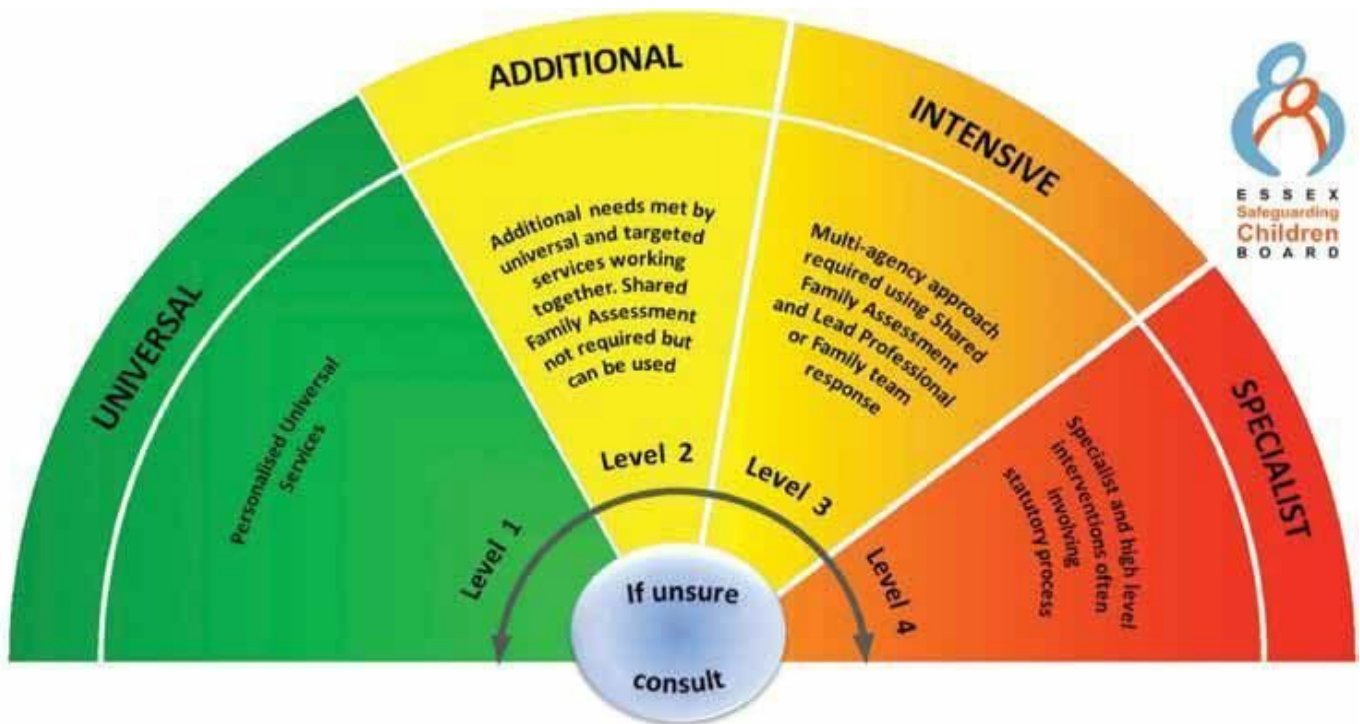 UNIVERSAL
Personalised Universal
Services
Level 1
ADDITIONAL
Additional needs met by
universal and targeted
services working
together. Shared
Family Assessment
not required but
can be used
Level 2
INTENSIVE
Multi-agency approach
required using Shared
Family Assessment
and Lead Professional
or Family team
response
Level 3
SPECIALIST
Specialist and high level
interventions often
involving
statutory process
Level 4
If unsure
consult
ESSEX
Safeguarding
Children
BOARD